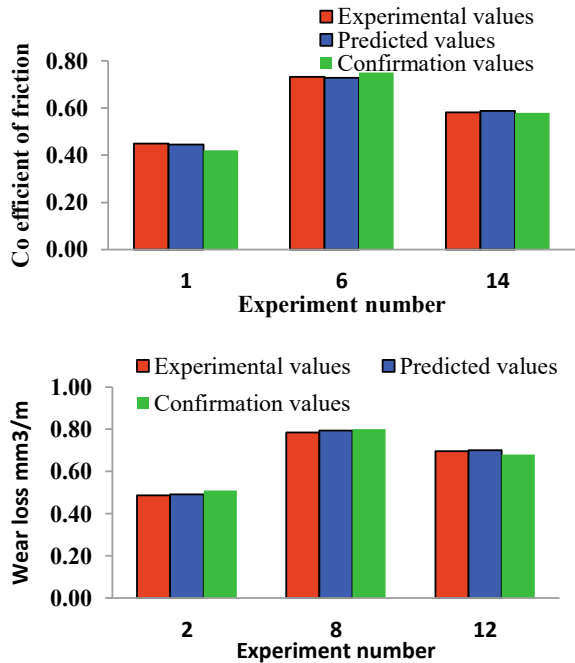 Experimental values
Predicted values
Confirmation values
Co efficient of friction
0.80
0.60
0.40
0.20
0.00
1 6 14
Experiment number
Experimental values Predicted values
Confirmation values
Wear loss mm3/m
1.00
0.80
0.60
0.40
0.20
0.00
2 8 12
Experiment number